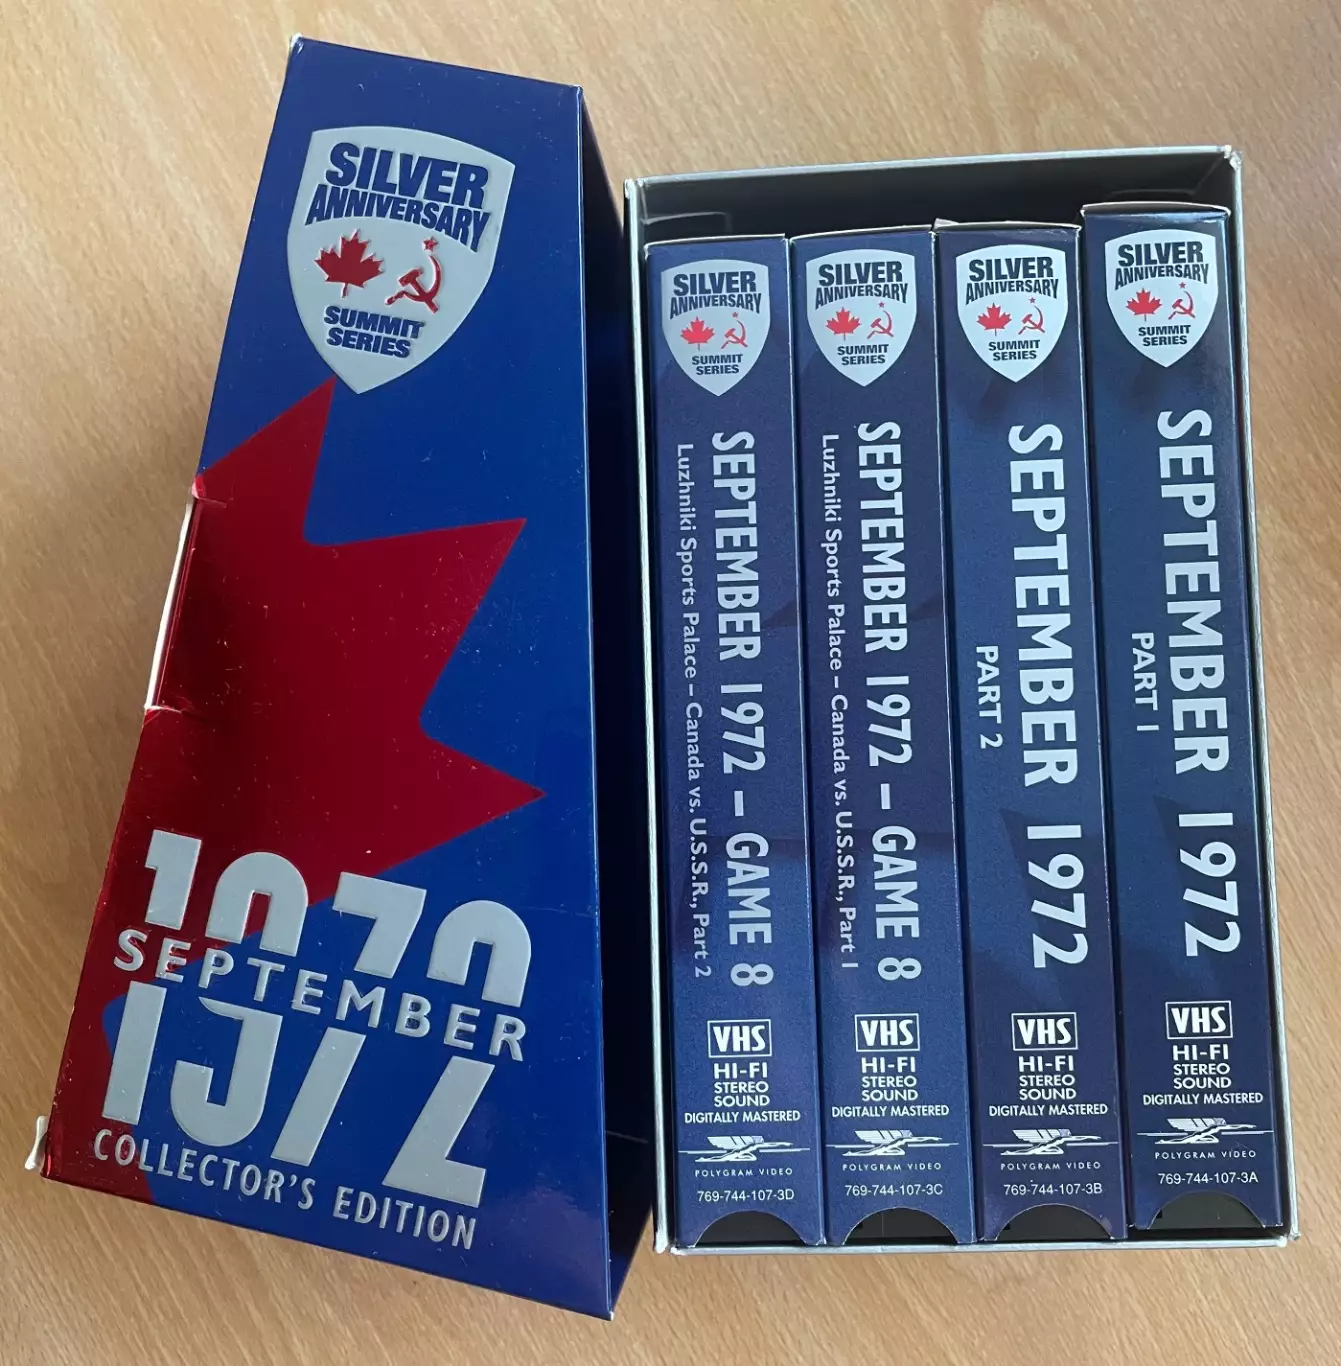 SILVER
ANNIVERSARY
SUMMIT
SERIES
1972
SEPTEMBER
COLLECTOR'S EDITION
SILVER
ANNIVERSARY
SUMMIT
SERIES
SEPTEMBER 1972 – GAME 8
Luzhniki Sports Palace – Canada vs. U.S.S.R., Part 2
VHS
HI-FI
STEREO
SOUND
DIGITALLY MASTERED
POLYGRAM VIDEO
769-744-107-3D
SILVER
ANNIVERSARY
SUMMIT
SERIES
SEPTEMBER 1972 – GAME 8
Luzhniki Sports Palace – Canada vs. U.S.S.R., Part 1
VHS
HI-FI
STEREO
SOUND
DIGITALLY MASTERED
POLYGRAM VIDEO
769-744-107-3C
SILVER
ANNIVERSARY
SUMMIT
SERIES
SEPTEMBER 1972
PART 2
VHS
HI-FI
STEREO
SOUND
DIGITALLY MASTERED
POLYGRAM VIDEO
769-744-107-3B
SILVER
ANNIVERSARY
SUMMIT
SERIES
SEPTEMBER 1972
PART 1
VHS
HI-FI
STEREO
SOUND
DIGITALLY MASTERED
POLYGRAM VIDEO
769-744-107-3A